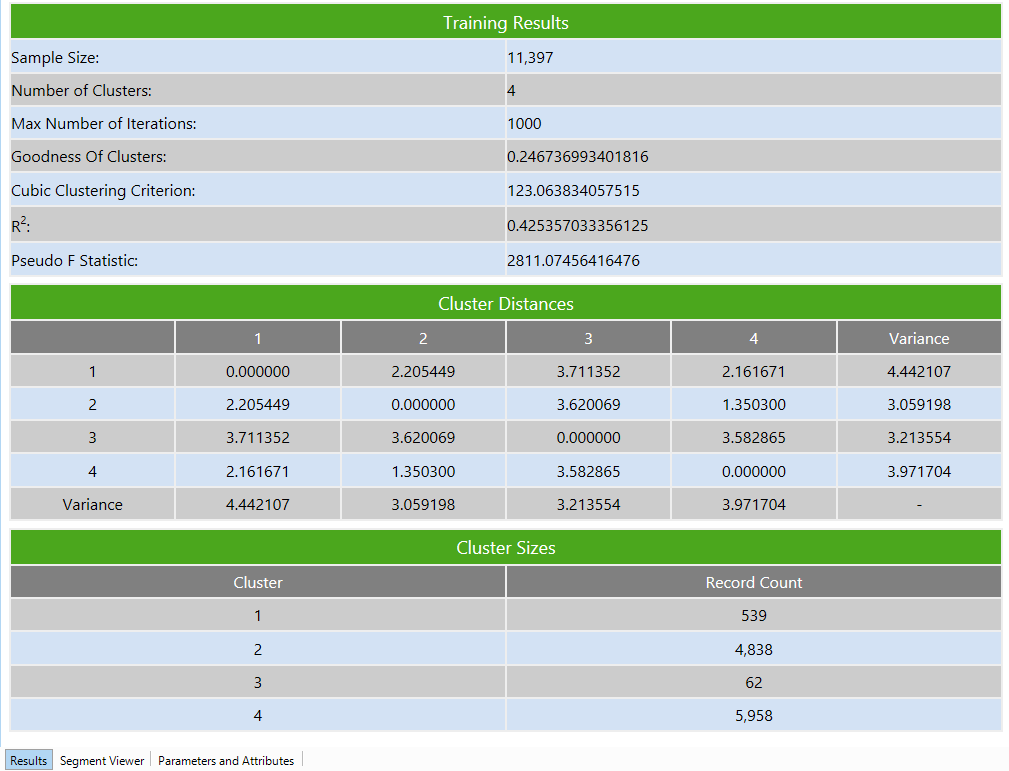 Training Results
Sample Size: 11,397
Number of Clusters: 4
Max Number of Iterations: 1000
Goodness Of Clusters: 0.246736993401816
Cubic Clustering Criterion: 123.063834057515
R²: 0.425357033356125
Pseudo F Statistic: 2811.07456416476
Cluster Distances
1 2 3 4 Variance
1 0.000000 2.205449 3.711352 2.161671 4.442107
2 2.205449 0.000000 3.620069 1.350300 3.059198
3 3.711352 3.620069 0.000000 3.582865 3.213554
4 2.161671 1.350300 3.582865 0.000000 3.971704
Variance 4.442107 3.059198 3.213554 3.971704 -
Cluster Sizes
Cluster Record Count
1 539
2 4,838
3 62
4 5,958
Results Segment Viewer Parameters and Attributes